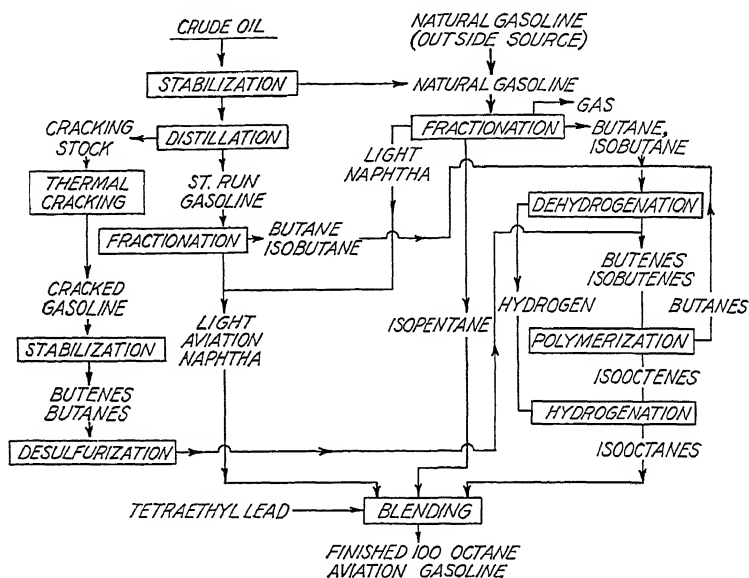 CRUDE OIL
NATURAL GASOLINE
(OUTSIDE SOURCE)
STABILIZATION
NATURAL GASOLINE
GAS
CRACKING
STOCK
DISTILLATION
FRACTIONATION
BUTANE,
ISOBUTANE
LIGHT
NAPHTHA
THERMAL
CRACKING
ST. RUN
GASOLINE
DEHYDROGENATION
FRACTIONATION
BUTANE
ISOBUTANE
BUTENES
ISOBUTENES
CRACKED
GASOLINE
HYDROGEN
BUTANES
LIGHT
AVIATION
NAPHTHA
ISOPENTANE
STABILIZATION
POLYMERIZATION
ISOOCTENES
BUTENES
BUTANES
HYDROGENATION
DESULFURIZATION
ISOOCTANES
TETRAETHYL LEAD
BLENDING
FINISHED 100 OCTANE
AVIATION GASOLINE